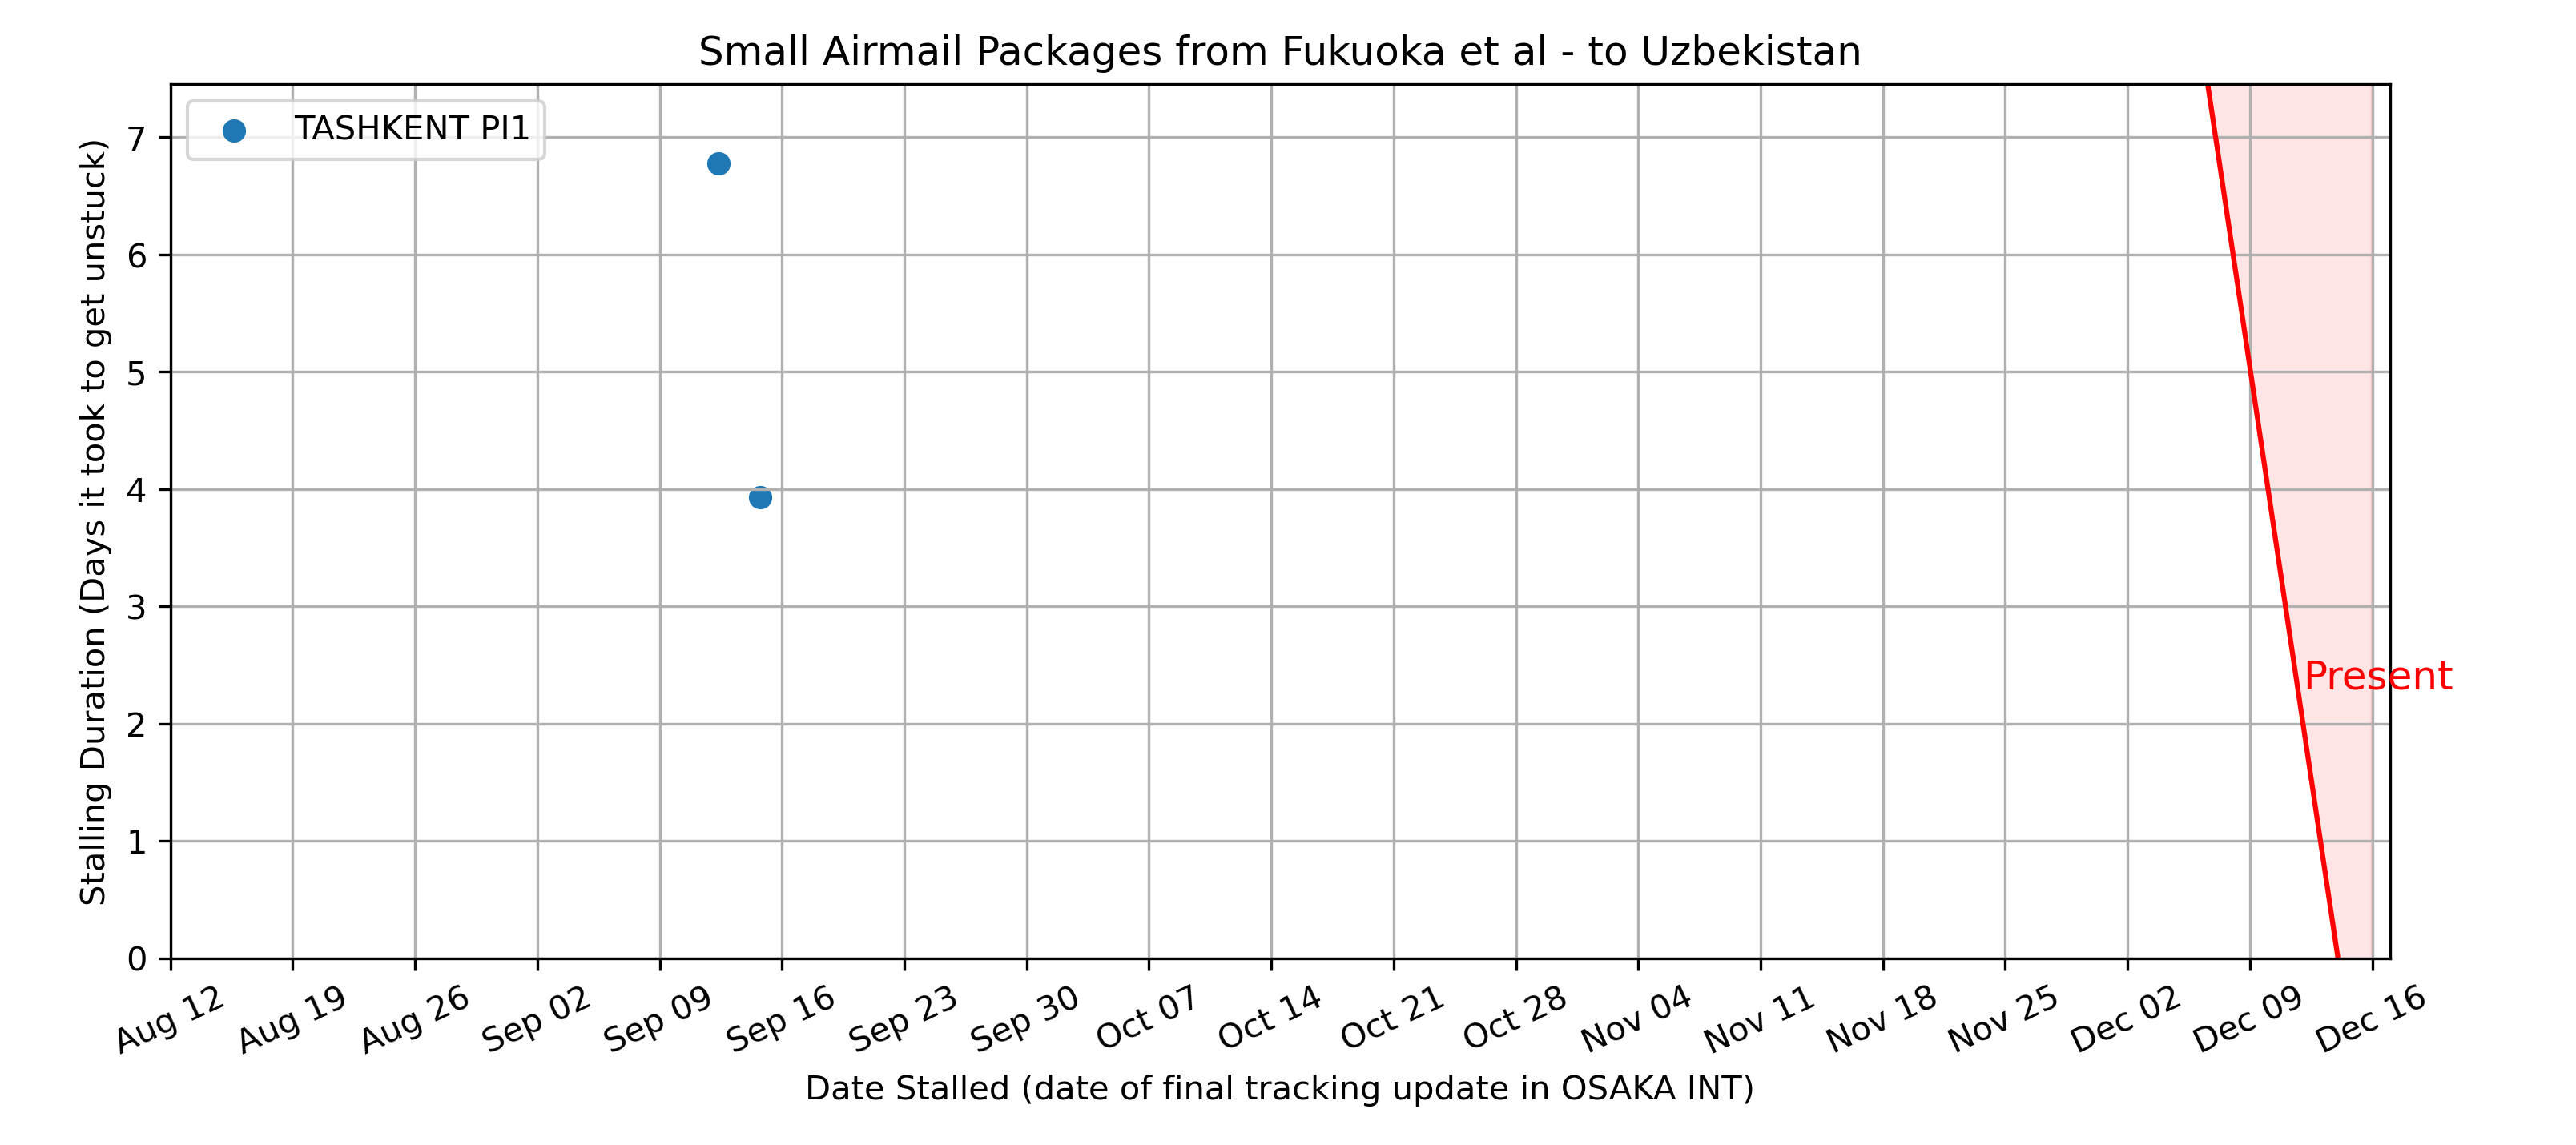 Small Airmail Packages from Fukuoka et al - to Uzbekistan
TASHKENT PI1
Stalling Duration (Days it took to get unstuck)
7
6
5
4
3
2
1
0
Present
Aug 12
Aug 19
Aug 26
Sep 02
Sep 09
Sep 16
Sep 23
Sep 30
Oct 07
Oct 14
Oct 21
Oct 28
Nov 04
Nov 11
Nov 18
Nov 25
Dec 02
Dec 09
Dec 16
Date Stalled (date of final tracking update in OSAKA INT)